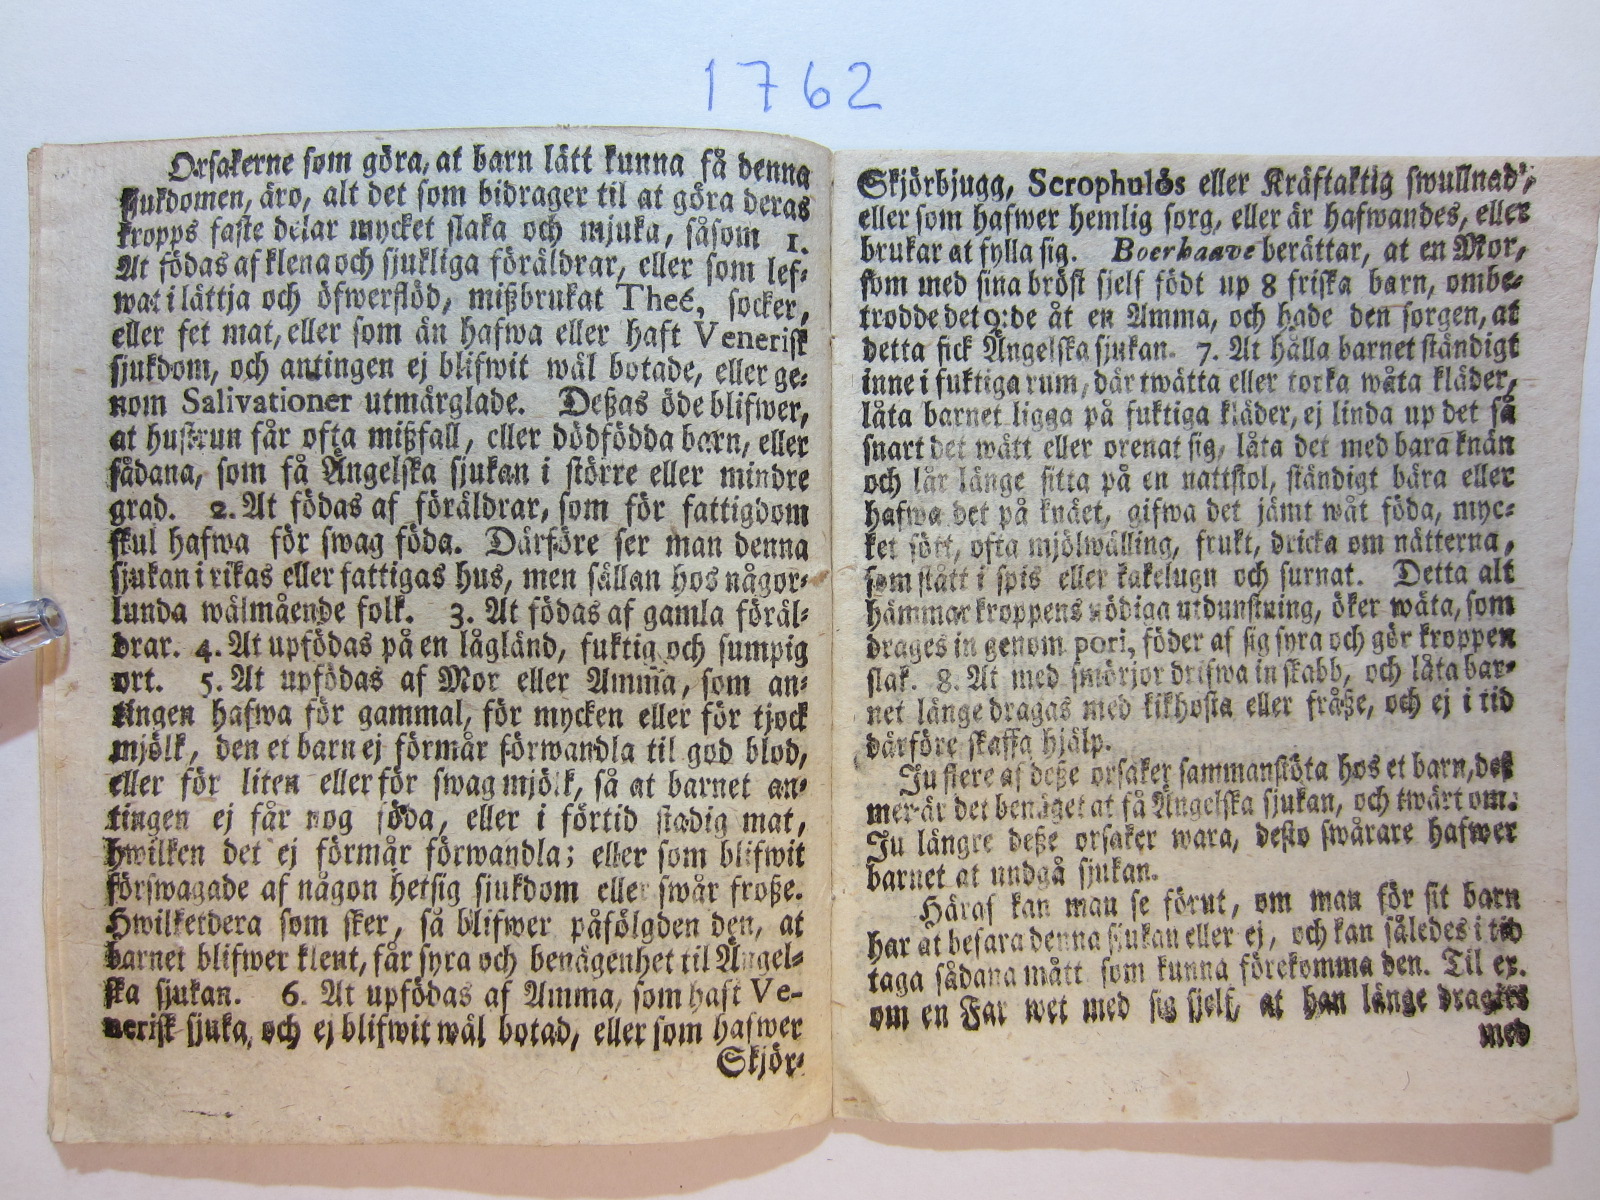 1762
Orsakerne som göra, at barn lätt kunna få denna
sjukdomen, äro, alt det som bidrager til at göra deras
kropps faste delar mycket slaka och mjuka, såsom 1.
At födas af klena och sjukliga föräldrar, eller som lef-
wat i lättja och öfwerflöd, mißbrukat Theé, socker,
eller fet mat, eller som än hafwa eller haft Venerisk
sjukdom, och antingen ej blifwit wäl botade, eller ge-
nom Salivationer utmärglade. Deßas öde blifwer,
at hustrun får ofta mißfall, eller dödfödda barn, eller
sådana, som få Ängelska sjukan i större eller mindre
grad. 2. At födas af föräldrar, som för fattigdom
skul hafwa för swag föda. Därföre ser man denna
sjukan i rikas eller fattigas hus, men sällan hos någor-
lunda wälmående folk. 3. At födas af gamla föräl-
drar. 4. At upfödas på en lågländ, fuktig och sumpig
ort. 5. At upfödas af Mor eller Amma, som an-
tingen hafwa för gammal, för mycken eller för tjock
mjölk, den et barn ej förmår förwandla til god blod,
eller för liten eller för swag mjölk, så at barnet an-
tingen ej får nog föda, eller i förtid stadig mat,
hwilken det ej förmår förwandla; eller som blifwit
förswagade af någon hetsig sjukdom eller swår froße.
Hwilketdera som sker, så blifwer påfölgden den, at
barnet blifwer klent, får syra och benägenhet til Ängel-
ska sjukan. 6. At upfödas af Amma, som haft Ve-
nerisk sjuka, och ej blifwit wäl botad, eller som hafwer
Skjör-
Skjörbjugg, Scrophulös eller Kräftaktig swullnad,
eller som hafwer hemlig sorg, eller är hafwandes, eller
brukar at fylla sig. Boerhaave berättar, at en Mor,
som med sina bröst sjelf födt up 8 friska barn, ombe-
trodde det 9:de åt en Amma, och hade den sorgen, at
detta fick Ängelska sjukan. 7. At hålla barnet ständigt
inne i fuktiga rum, där twätta eller torka wåta kläder,
låta barnet ligga på fuktiga kläder, ej linda up det så
snart det wätt eller orenat sig, låta det med bara knän
och lår länge sitta på en nattstol, ständigt bära eller
hafwa det på knäet, gifwa det jämt wåt föda, myc-
ket sött, ofta mjölwälling, frukt, dricka om nätterna,
som stått i spis eller kakelugn och surnat. Detta alt
hämmar kroppens nödiga utdunstning, öker wäta, som
drages in genom pori, föder af sig syra och gör kroppen
slak. 8. At med smörjor drifwa in skabb, och låta bar-
net länge dragas med kikhosta eller fråße, och ej i tid
därföre skaffa hjälp.
Ju flere af deße orsaker sammanstöta hos et barn, deß
mer är det benäget at få Ängelska sjukan, och twärt om.
Ju längre deße orsaker wara, desto swårare hafwer
barnet at undgå sjukan.
Häraf kan man se förut, om man för sit barn
har at befara denna sjukan eller ej, och kan således i tid
taga sådana mått som kunna förekomma den. Til ex.
om en Far wet med sig sjelf, at han länge dragits
med